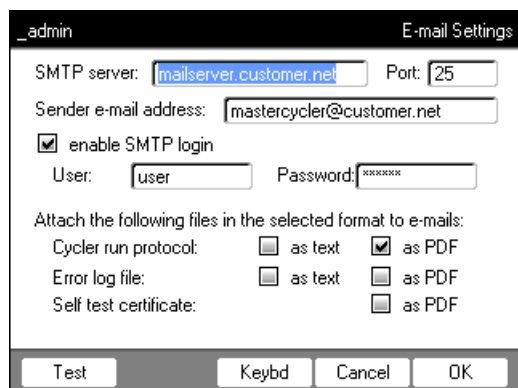 _admin E-mail Settings
SMTP server: mailserver.customer.net Port: 25
Sender e-mail address: mastercycler@customer.net
enable SMTP login
User: user Password: ××××××
Attach the following files in the selected format to e-mails:
Cycler run protocol: as text as PDF
Error log file: as text as PDF
Self test certificate: as PDF
Test Keybd Cancel OK